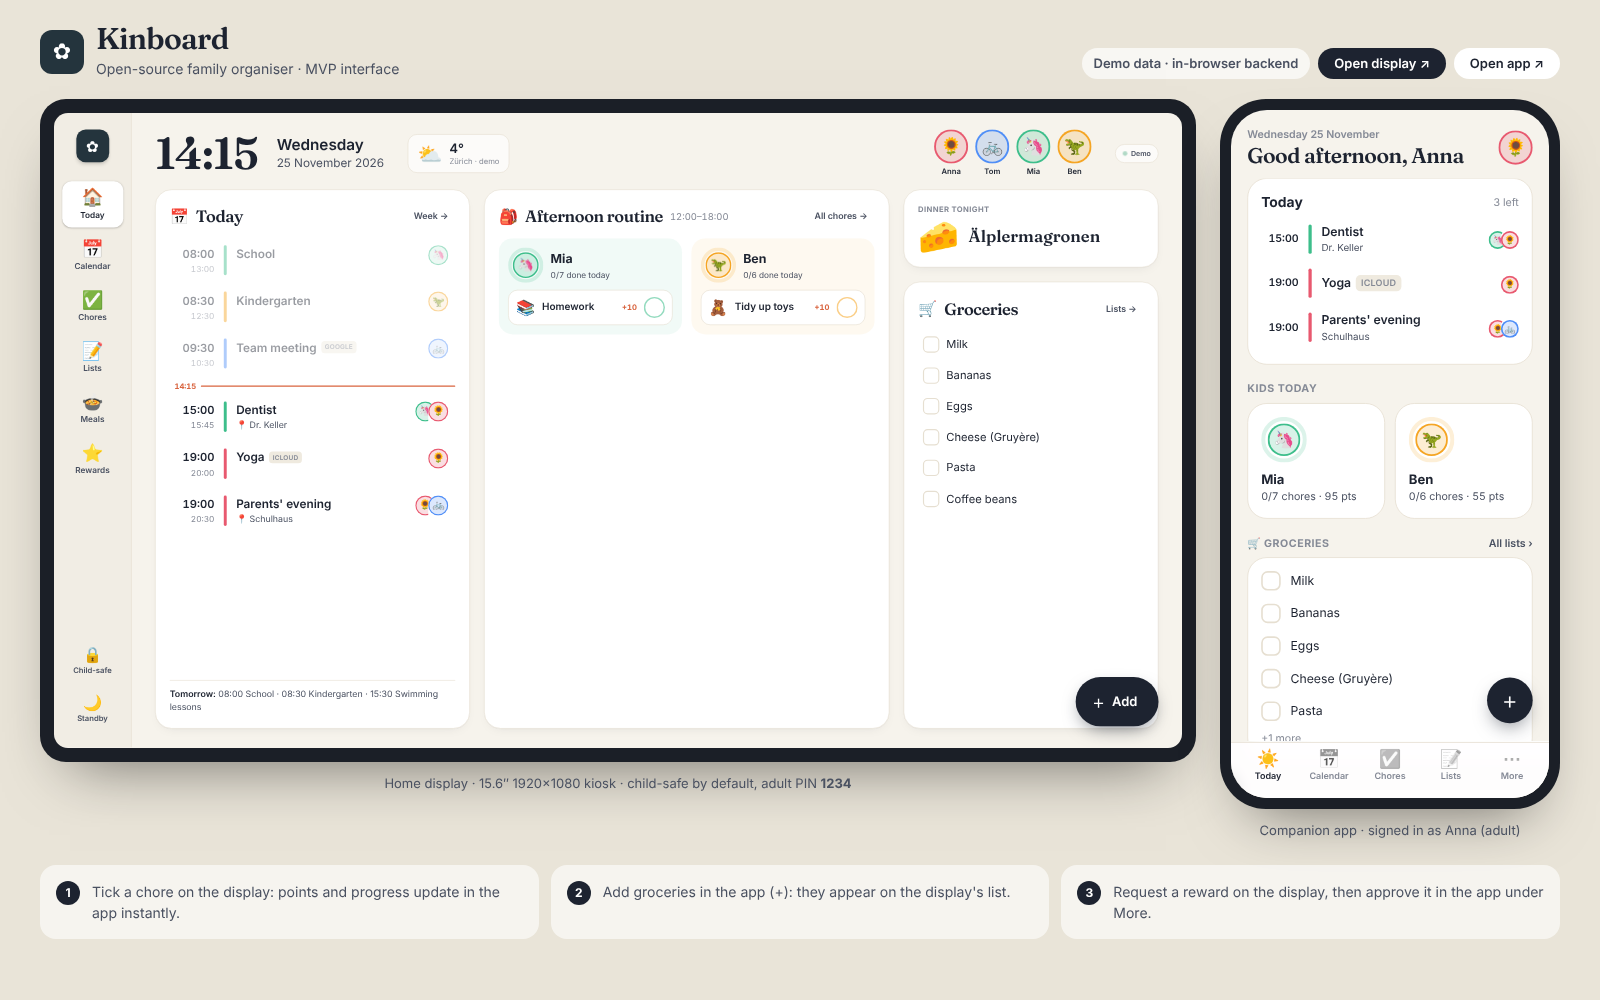 Kinboard
Open-source family organiser · MVP interface
Demo data · in-browser backend
Open display ↗
Open app ↗
14:15
Wednesday
25 November 2026
4°
Zürich · demo
Anna
Tom
Mia
Ben
Demo
Today
Calendar
Chores
Lists
Meals
Rewards
Child-safe
Standby
Today
Week →
08:00
13:00
School
08:30
12:30
Kindergarten
09:30
10:30
Team meeting GOOGLE
14:15
15:00
15:45
Dentist
Dr. Keller
19:00
20:00
Yoga ICLOUD
19:00
20:30
Parents' evening
Schulhaus
Tomorrow: 08:00 School · 08:30 Kindergarten · 15:30 Swimming
lessons
Afternoon routine 12:00–18:00
All chores →
Mia
0/7 done today
Homework +10
Ben
0/6 done today
Tidy up toys +10
DINNER TONIGHT
Älplermagronen
Groceries
Lists →
Milk
Bananas
Eggs
Cheese (Gruyère)
Pasta
Coffee beans
+ Add
Home display · 15.6″ 1920×1080 kiosk · child-safe by default, adult PIN 1234
Wednesday 25 November
Good afternoon, Anna
Today
3 left
15:00
Dentist
Dr. Keller
19:00
Yoga ICLOUD
19:00
Parents' evening
Schulhaus
KIDS TODAY
Mia
0/7 chores · 95 pts
Ben
0/6 chores · 55 pts
GROCERIES
All lists ›
Milk
Bananas
Eggs
Cheese (Gruyère)
Pasta
+1 more
+
Today
Calendar
Chores
Lists
More
Companion app · signed in as Anna (adult)
1 Tick a chore on the display: points and progress update in the
app instantly.
2 Add groceries in the app (+): they appear on the display's list.
3 Request a reward on the display, then approve it in the app under
More.